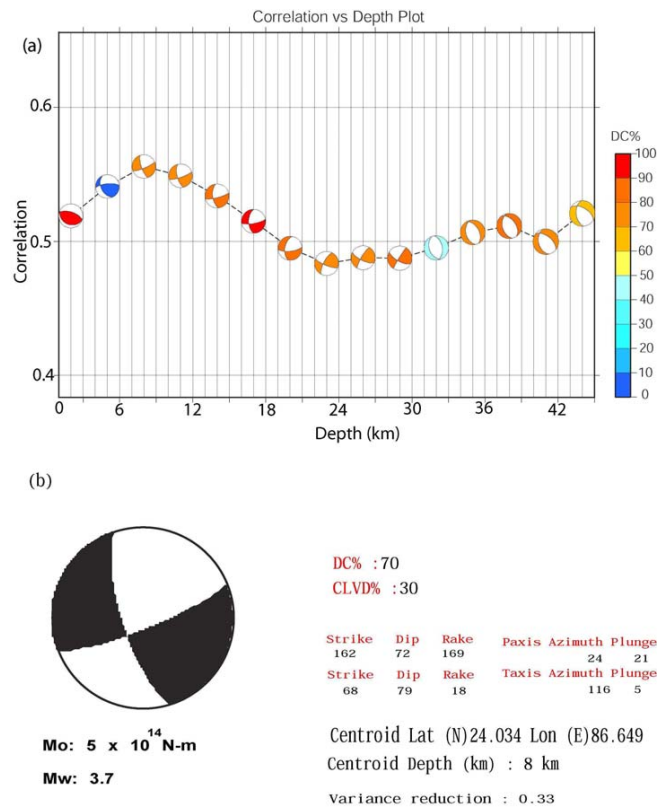 Correlation vs Depth Plot
(a)
DC%
100
90
80
70
60
50
40
30
20
10
0
Correlation
0.6
0.5
0.4
0 6 12 18 24 30 36 42
Depth (km)
(b)
DC% :70
CLVD% :30
Strike Dip Rake Paxis Azimuth Plunge
162 72 169 24 21
Strike Dip Rake Taxis Azimuth Plunge
68 79 18 116 5
Mo: 5 x 10^14 N-m
Mw: 3.7
Centroid Lat (N)24.034 Lon (E)86.649
Centroid Depth (km) : 8 km
Variance reduction : 0.33